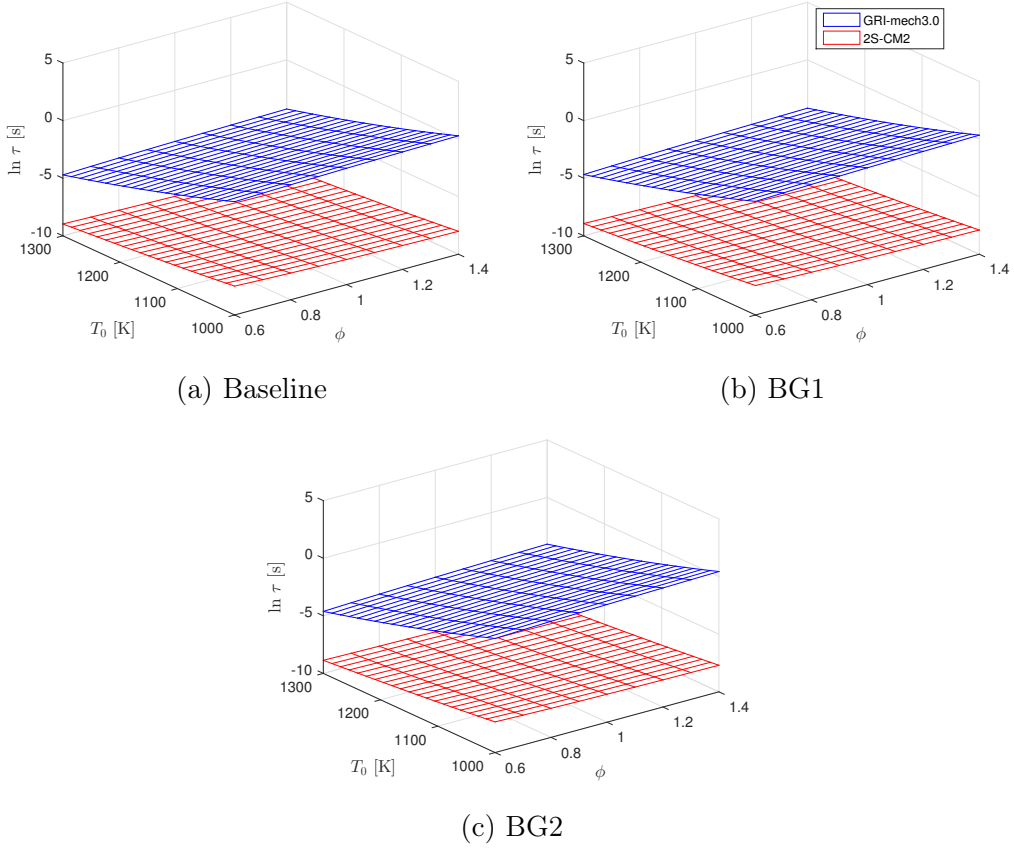 GRI-mech3.0
2S-CM2
5
0
-5
-10
ln τ [s]
1300
1200
1100
1000
T₀ [K]
0.6
0.8
1
1.2
1.4
ϕ
(a) Baseline
5
0
-5
-10
ln τ [s]
1300
1200
1100
1000
T₀ [K]
0.6
0.8
1
1.2
1.4
ϕ
(b) BG1
5
0
-5
-10
ln τ [s]
1300
1200
1100
1000
T₀ [K]
0.6
0.8
1
1.2
1.4
ϕ
(c) BG2